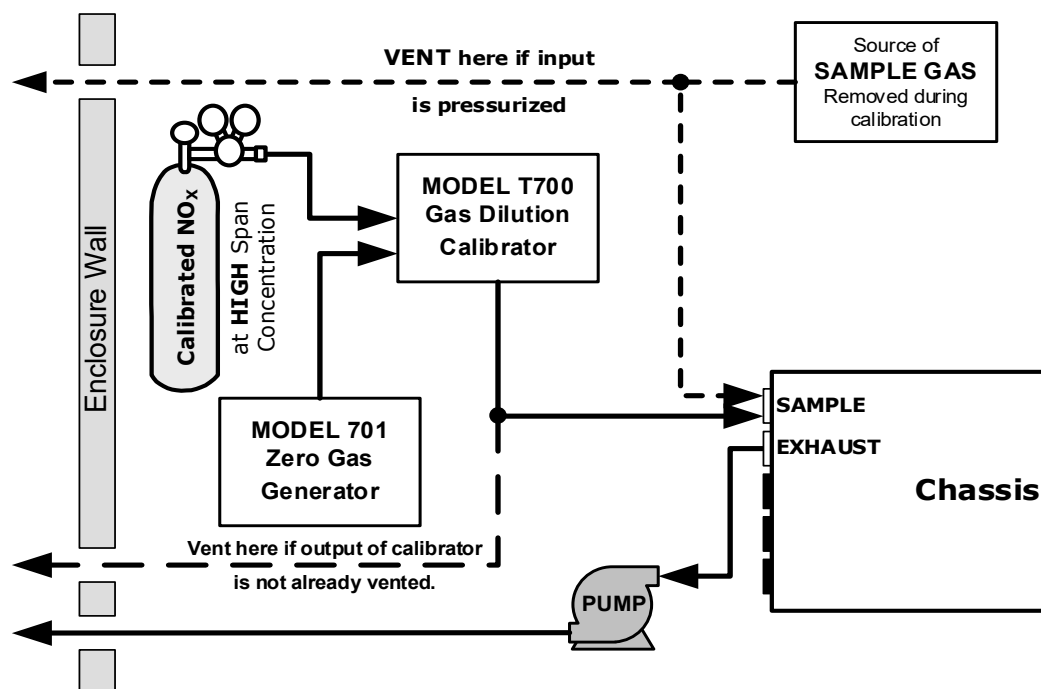 VENT here if input
is pressurized
Source of
SAMPLE GAS
Removed during
calibration
Enclosure Wall
Calibrated NOX
at HIGH Span
Concentration
MODEL T700
Gas Dilution
Calibrator
MODEL 701
Zero Gas
Generator
SAMPLE
EXHAUST
Chassis
Vent here if output of calibrator
is not already vented.
PUMP